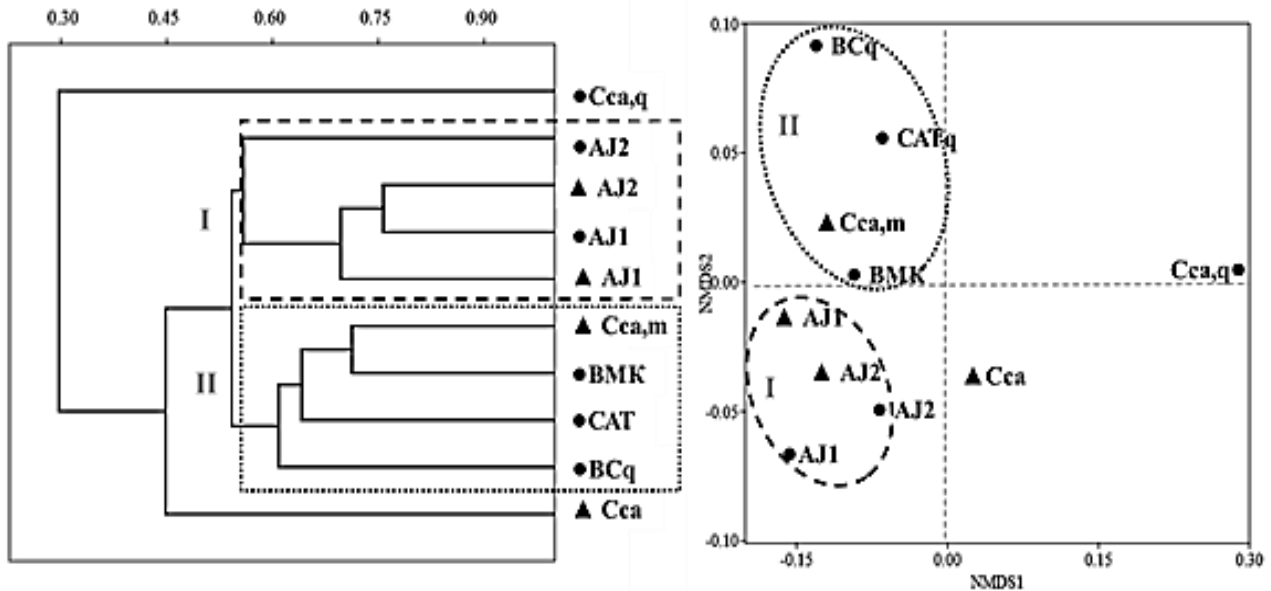 0.30 0.45 0.60 0.75 0.90
Cca,q
AJ2
AJ2
AJ1
AJ1
Cca,m
BMK
CAT
BCq
Cca
I
II
0.10
0.05
0.00
-0.05
-0.10
NMDS2
BCq
II
CATq
Cca,m
BMK
Cca,q
AJ1
AJ2
I
Cca
AJ2
AJ1
-0.15 0.00 0.15 0.30
NMDS1